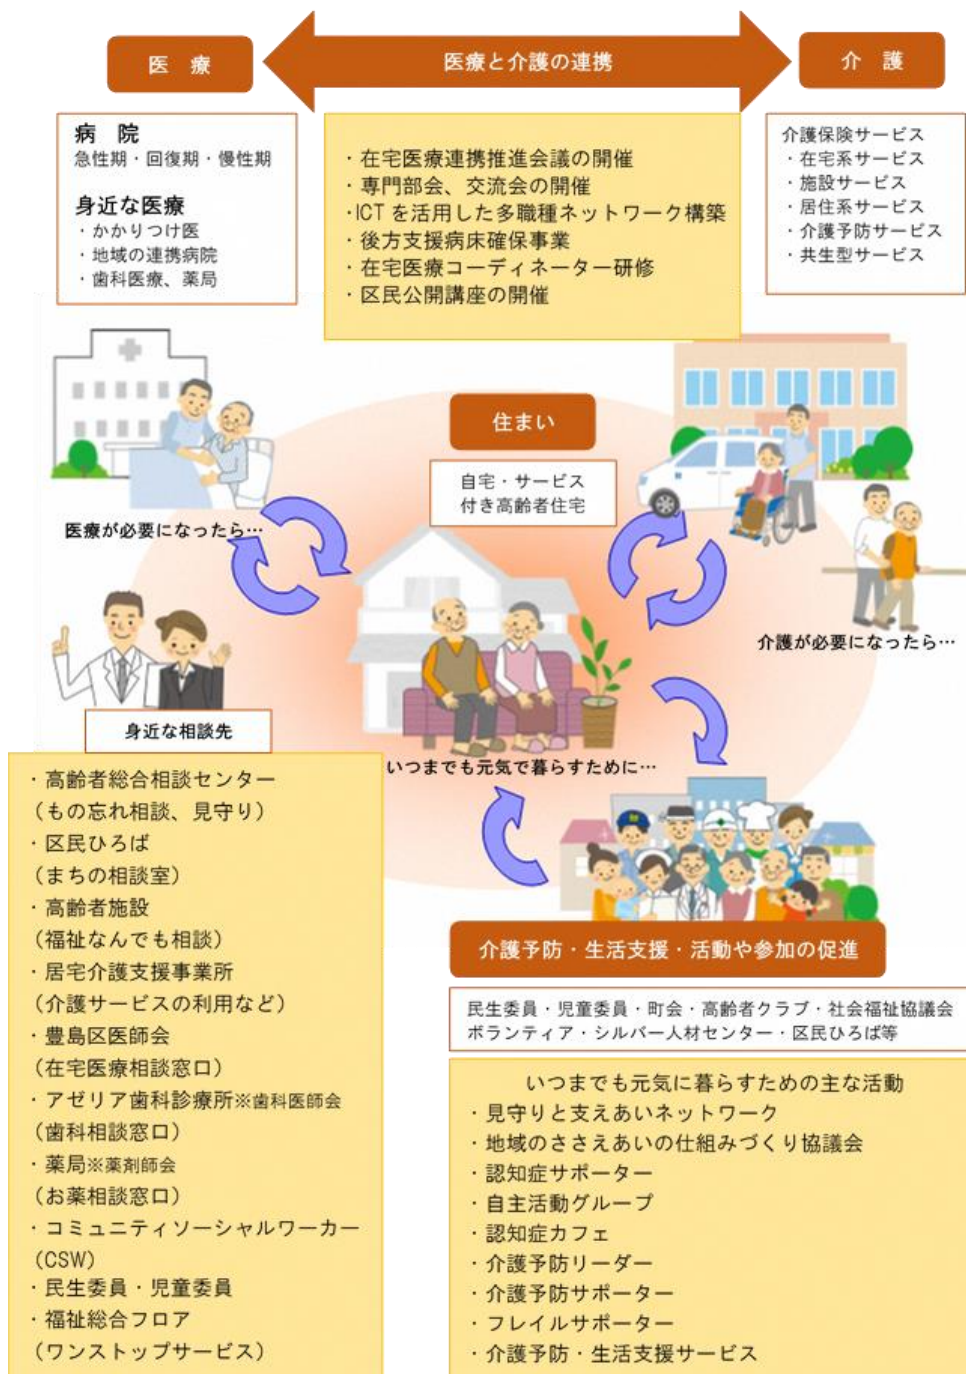 医　療
医療と介護の連携
介　護
病　院
急性期・回復期・慢性期
身近な医療
・かかりつけ医
・地域の連携病院
・歯科医療、薬局
・在宅医療連携推進会議の開催
・専門部会、交流会の開催
・ICTを活用した多職種ネットワーク構築
・後方支援病床確保事業
・在宅医療コーディネーター研修
・区民公開講座の開催
介護保険サービス
・在宅系サービス
・施設サービス
・居住系サービス
・介護予防サービス
・共生型サービス
住まい
自宅・サービス
付き高齢者住宅
医療が必要になったら…
介護が必要になったら…
いつまでも元気で暮らすために…
身近な相談先
・高齢者総合相談センター
（もの忘れ相談、見守り）
・区民ひろば
（まちの相談室）
・高齢者施設
（福祉なんでも相談）
・居宅介護支援事業所
（介護サービスの利用など）
・豊島区医師会
（在宅医療相談窓口）
・アゼリア歯科診療所※歯科医師会
（歯科相談窓口）
・薬局※薬剤師会
（お薬相談窓口）
・コミュニティソーシャルワーカー
（CSW）
・民生委員・児童委員
・福祉総合フロア
（ワンストップサービス）
介護予防・生活支援・活動や参加の促進
民生委員・児童委員・町会・高齢者クラブ・社会福祉協議会
ボランティア・シルバー人材センター・区民ひろば等
いつまでも元気に暮らすための主な活動
・見守りと支えあいネットワーク
・地域のささえあいの仕組みづくり協議会
・認知症サポーター
・自主活動グループ
・認知症カフェ
・介護予防リーダー
・介護予防サポーター
・フレイルサポーター
・介護予防・生活支援サービス